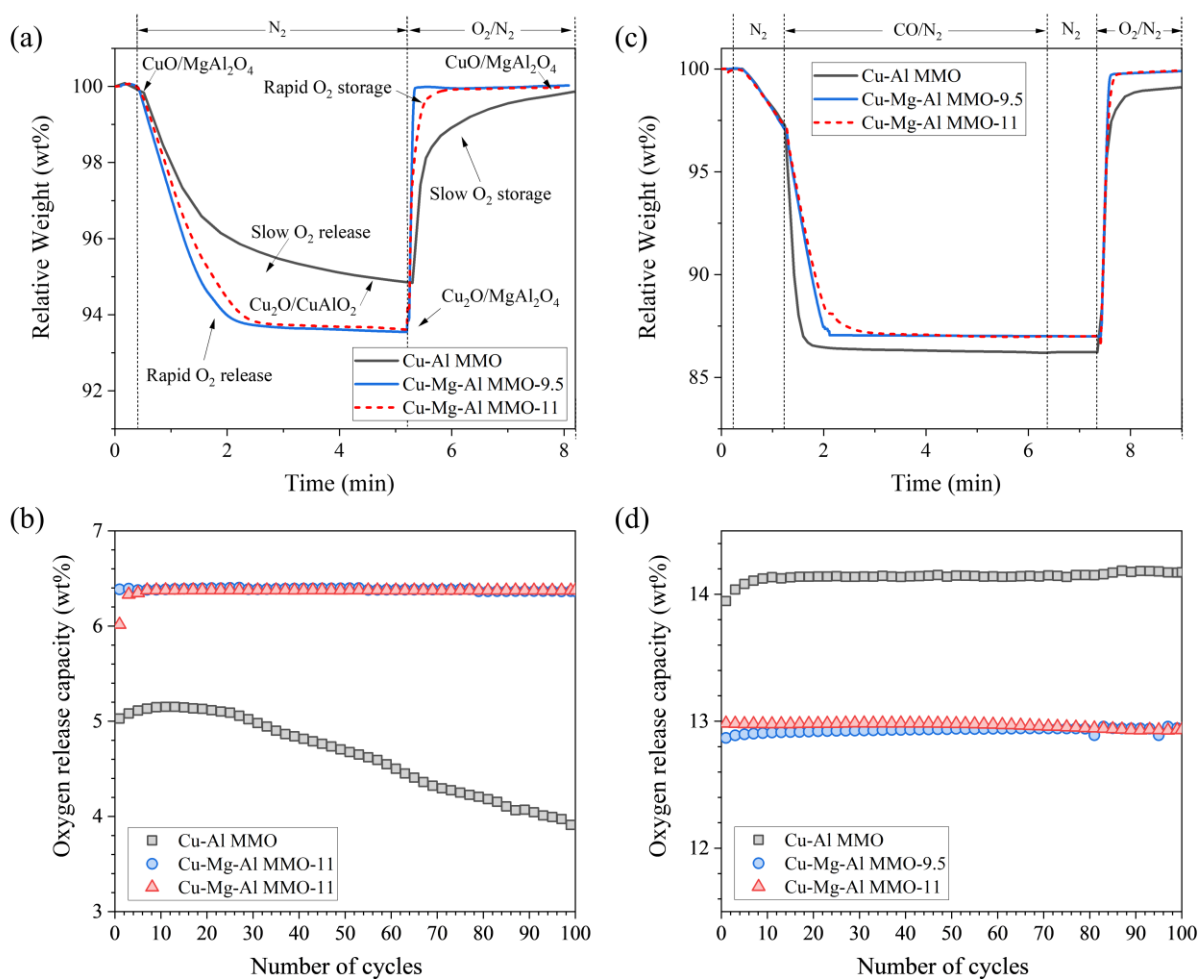 (a)
N₂
O₂/N₂
CuO/MgAl₂O₄
CuO/MgAl₂O₄
Rapid O₂ storage
Slow O₂ storage
Slow O₂ release
Cu₂O/CuAlO₂
Cu₂O/MgAl₂O₄
Rapid O₂ release
Cu-Al MMO
Cu-Mg-Al MMO-9.5
Cu-Mg-Al MMO-11
Relative Weight (wt%)
100
98
96
94
92
0 2 4 6 8
Time (min)
(c)
N₂
CO/N₂
N₂
O₂/N₂
Cu-Al MMO
Cu-Mg-Al MMO-9.5
Cu-Mg-Al MMO-11
Relative Weight (wt%)
100
95
90
85
0 2 4 6 8
Time (min)
(b)
Oxygen release capacity (wt%)
7
6
5
4
3
Cu-Al MMO
Cu-Mg-Al MMO-11
Cu-Mg-Al MMO-11
0 10 20 30 40 50 60 70 80 90 100
Number of cycles
(d)
Oxygen release capacity (wt%)
14
13
12
Cu-Al MMO
Cu-Mg-Al MMO-9.5
Cu-Mg-Al MMO-11
0 10 20 30 40 50 60 70 80 90 100
Number of cycles